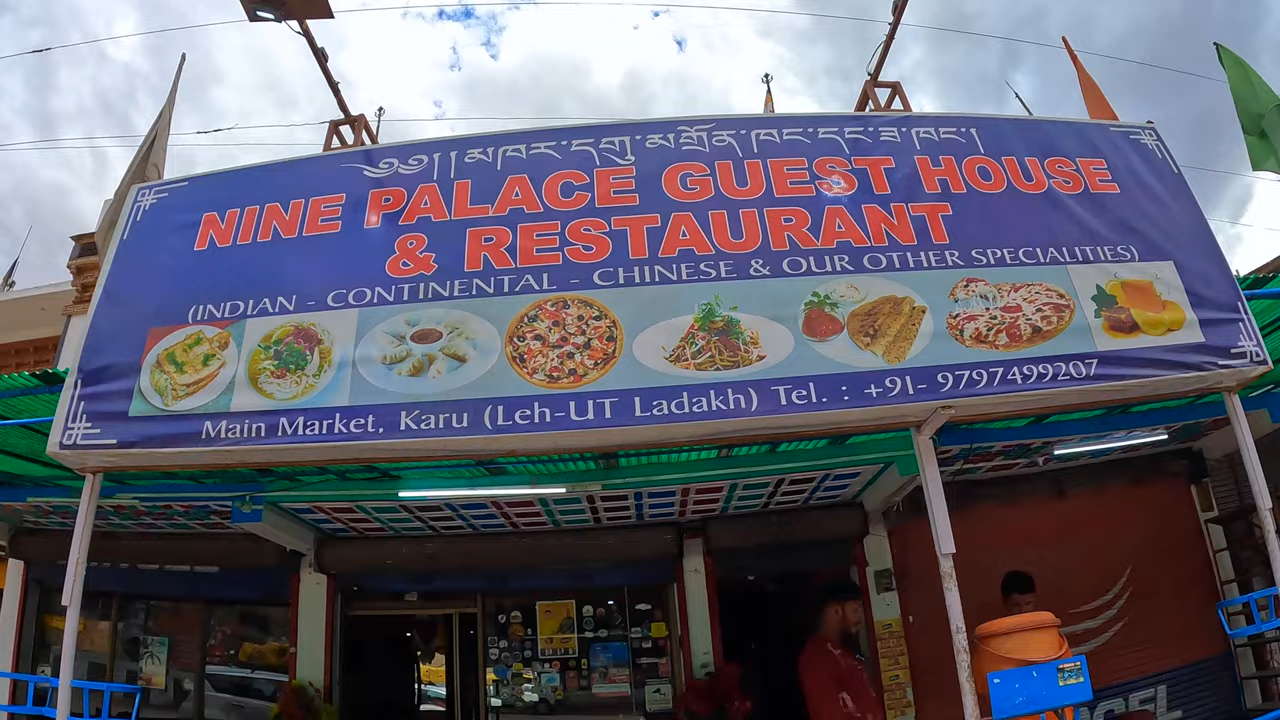 ༄༅།།མཁར་དགུ་མགྲོན་ཁང་དང་ཟ་ཁང་།
NINE PALACE GUEST HOUSE
& RESTAURANT
(INDIAN - CONTINENTAL - CHINESE & OUR OTHER SPECIALITIES)
Main Market, Karu (Leh-UT Ladakh) Tel. : +91- 9797499207